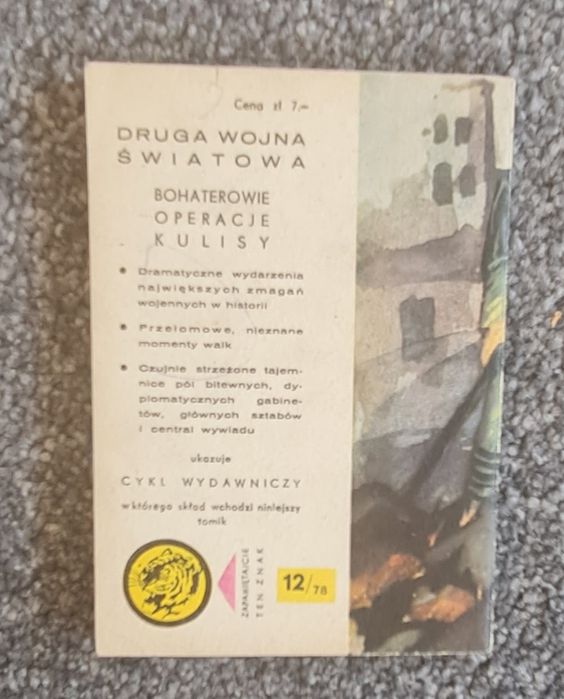 Cena zł 7,-
DRUGA WOJNA
ŚWIATOWA
BOHATEROWIE
OPERACJE
KULISY
● Dramatyczne wydarzenia
największych zmagań
wojennych w historii
● Przełomowe, nieznane
momenty walk
● Czujnie strzeżone tajem-
nice pól bitewnych, dy-
plomatycznych gabine-
tów, głównych sztabów
i central wywiadu
ukazuje
CYKL WYDAWNICZY
w którego skład wchodzi niniejszy
tomik
ZAPAMIĘTAJCIE
TEN ZNAK
12/78